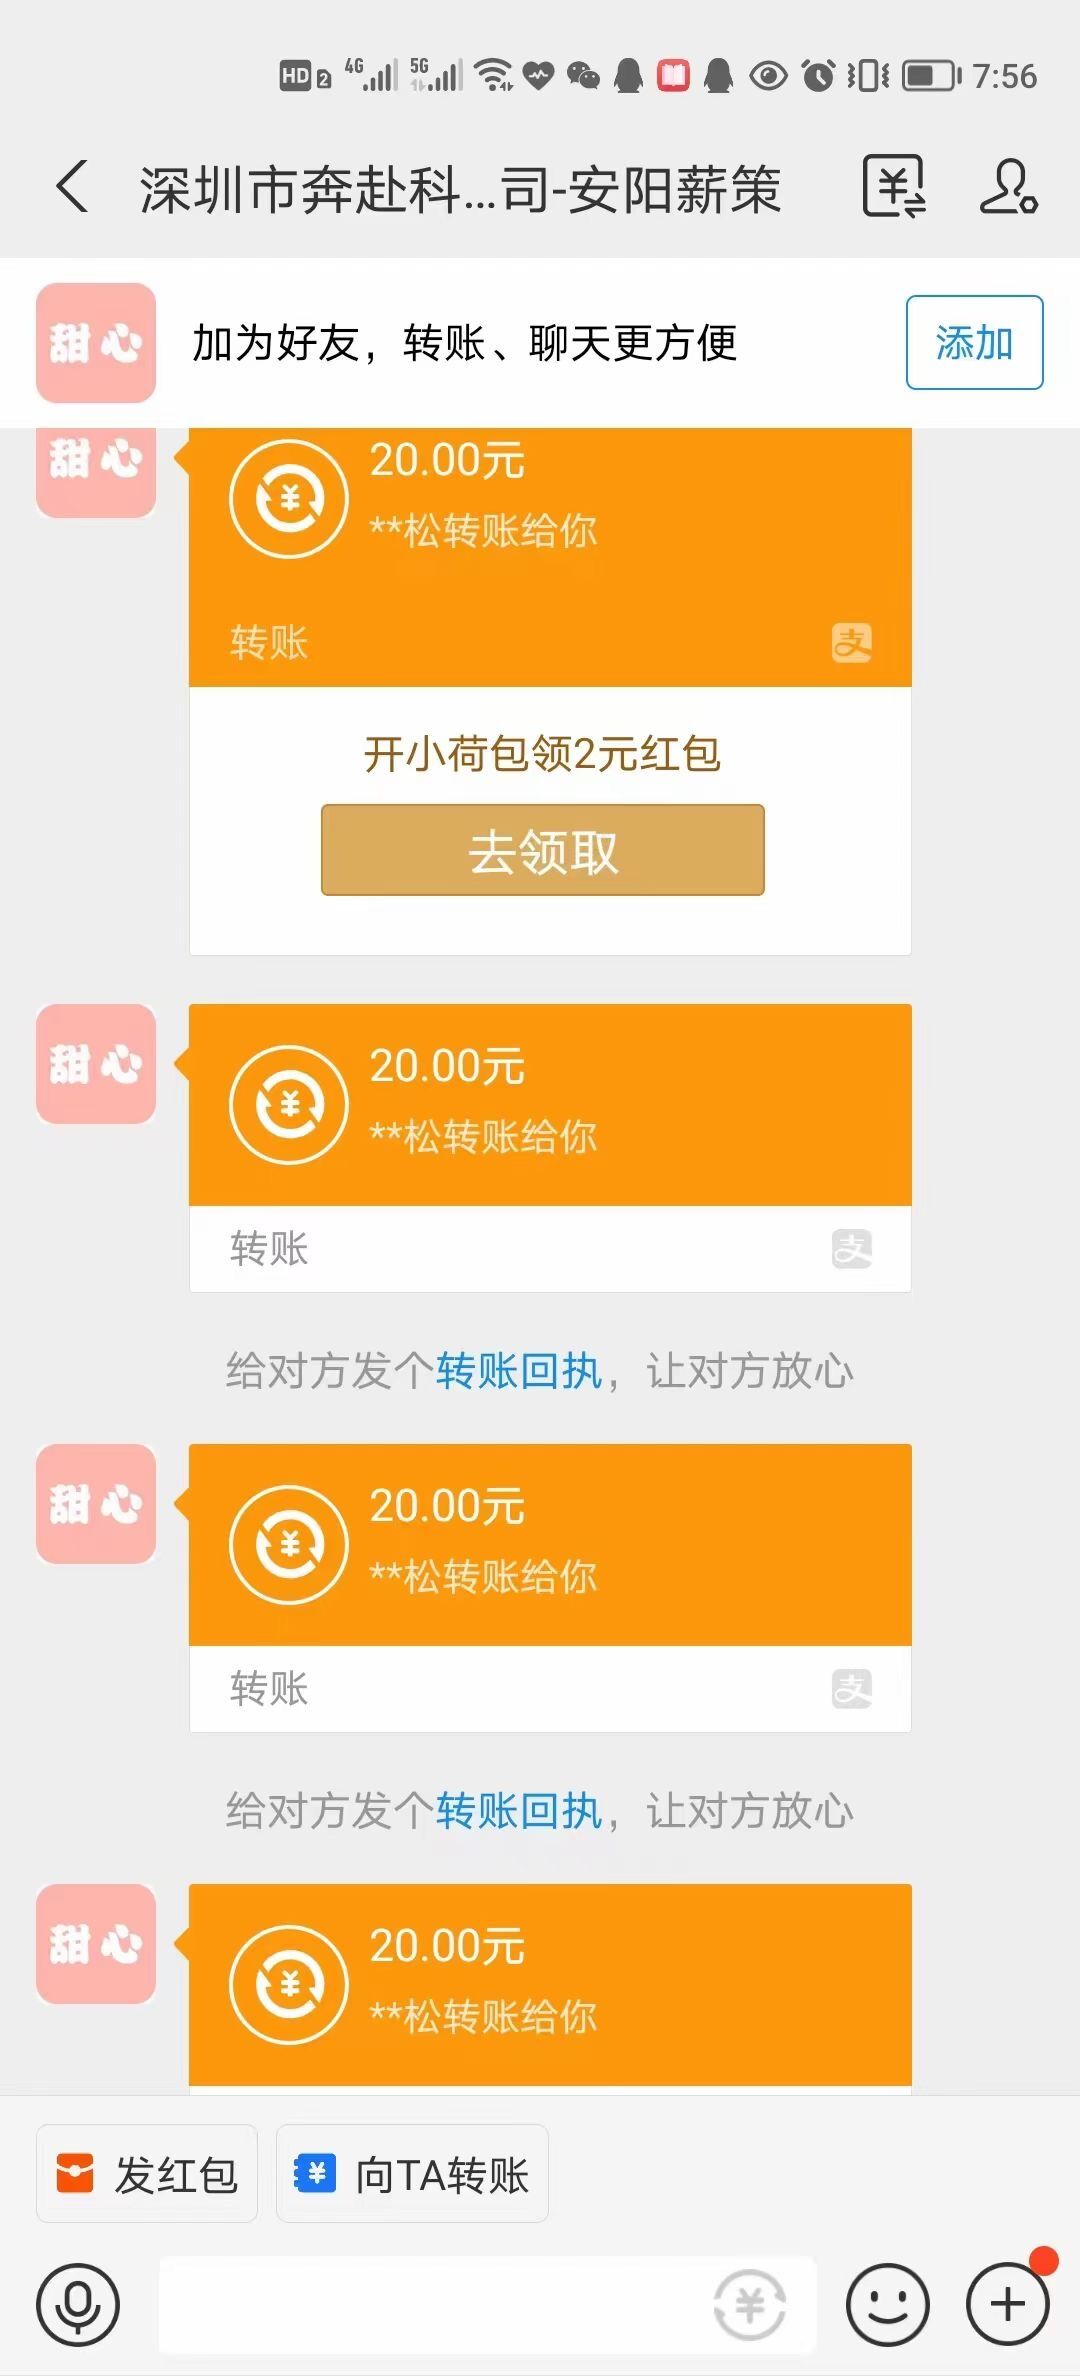 HD 2 4G 5G 7:56
深圳市奔赴科...司-安阳薪策
甜心
加为好友，转账、聊天更方便
添加
甜心
20.00元
**松转账给你
转账
支
开小荷包领2元红包
去领取
甜心
20.00元
**松转账给你
转账
支
给对方发个转账回执，让对方放心
甜心
20.00元
**松转账给你
转账
支
给对方发个转账回执，让对方放心
甜心
20.00元
**松转账给你
发红包
向TA转账